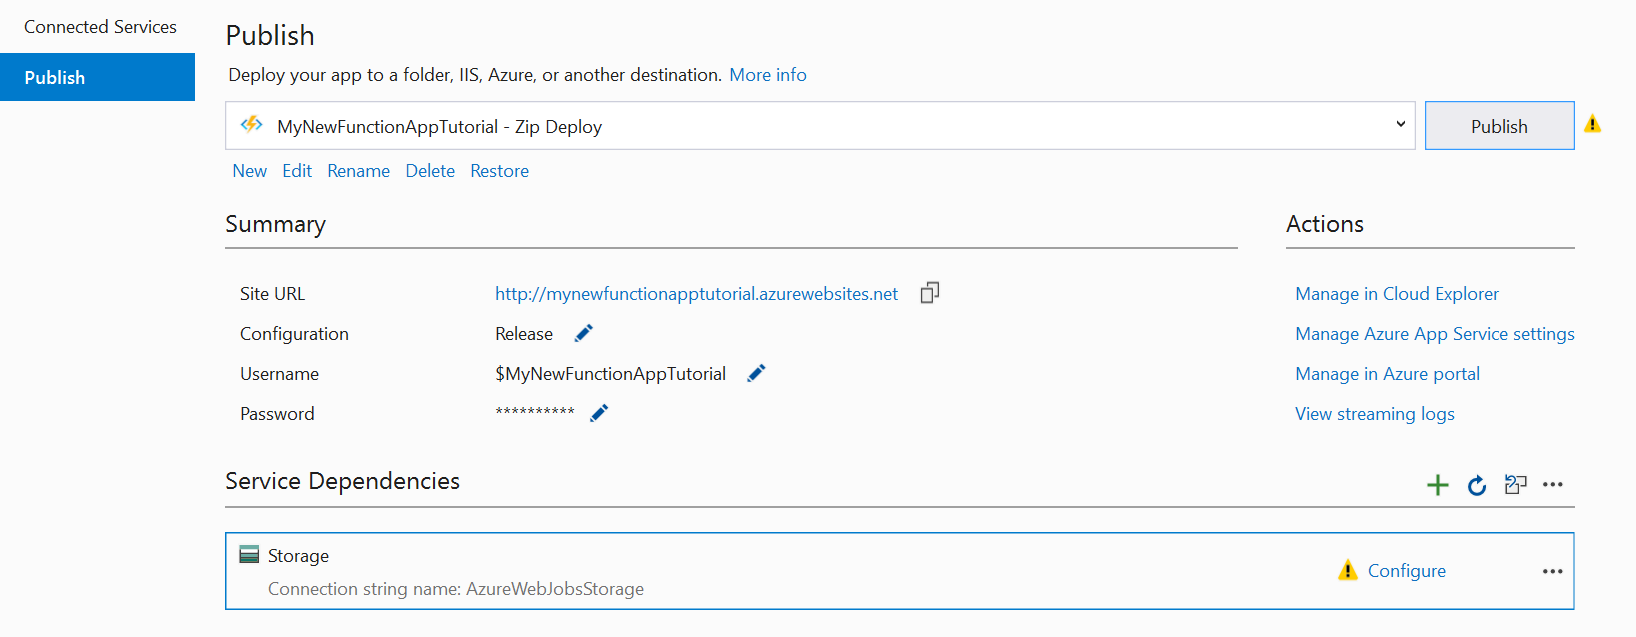 Connected Services
Publish
Publish
Deploy your app to a folder, IIS, Azure, or another destination. More info
MyNewFunctionAppTutorial - Zip Deploy
Publish
New Edit Rename Delete Restore
Summary
Site URL http://mynewfunctionapptutorial.azurewebsites.net
Configuration Release
Username $MyNewFunctionAppTutorial
Password **********
Actions
Manage in Cloud Explorer
Manage Azure App Service settings
Manage in Azure portal
View streaming logs
Service Dependencies
Storage
Connection string name: AzureWebJobsStorage
Configure